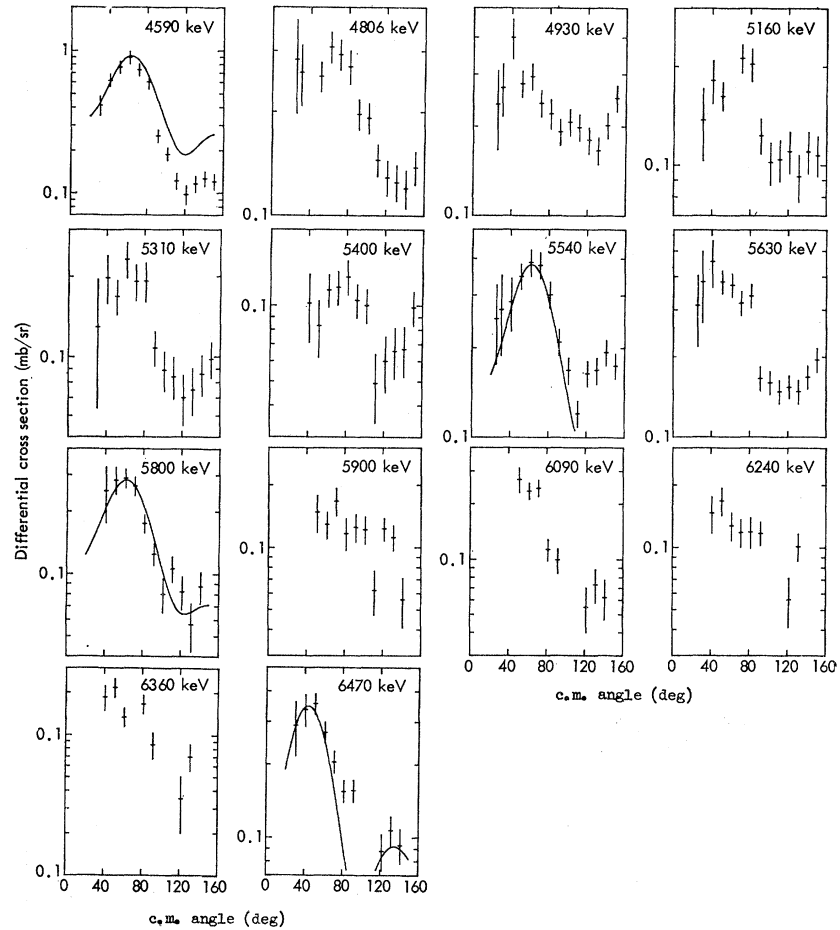 4590 keV
4806 keV
4930 keV
5160 keV
1
0.1
0.1
0.1
0.1
5310 keV
5400 keV
5540 keV
5630 keV
0.1
0.1
0.1
0.1
Differential cross section (mb/sr)
5800 keV
5900 keV
6090 keV
6240 keV
0.1
0.1
0.1
0.1
0 40 80 120 160
0 40 80 120 160
c.m. angle (deg)
6360 keV
6470 keV
0.1
0.1
0.1
0 40 80 120 160
0 40 80 120 160
c.m. angle (deg)